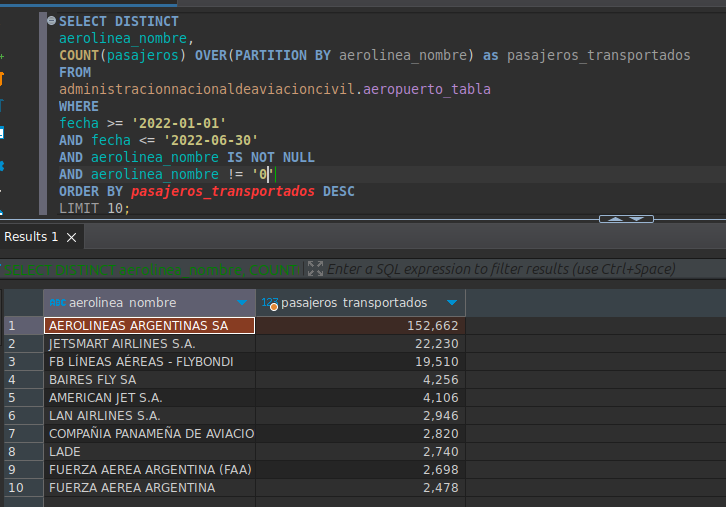 SELECT DISTINCT
aerolinea_nombre,
COUNT(pasajeros) OVER(PARTITION BY aerolinea_nombre) as pasajeros_transportados
FROM
administracionnacionaldeaviacioncivil.aeropuerto_tabla
WHERE
fecha >= '2022-01-01'
AND fecha <= '2022-06-30'
AND aerolinea_nombre IS NOT NULL
AND aerolinea_nombre != '0'
ORDER BY pasajeros_transportados DESC
LIMIT 10;
Results 1
SELECT DISTINCT aerolinea_nombre, COUNT( Enter a SQL expression to filter results (use Ctrl+Space)
ABC aerolinea_nombre 123 pasajeros_transportados
1 AEROLINEAS ARGENTINAS SA 152,662
2 JETSMART AIRLINES S.A. 22,230
3 FB LÍNEAS AÉREAS - FLYBONDI 19,510
4 BAIRES FLY SA 4,256
5 AMERICAN JET S.A. 4,106
6 LAN AIRLINES S.A. 2,946
7 COMPAÑIA PANAMEÑA DE AVIACIO 2,820
8 LADE 2,740
9 FUERZA AEREA ARGENTINA (FAA) 2,698
10 FUERZA AEREA ARGENTINA 2,478